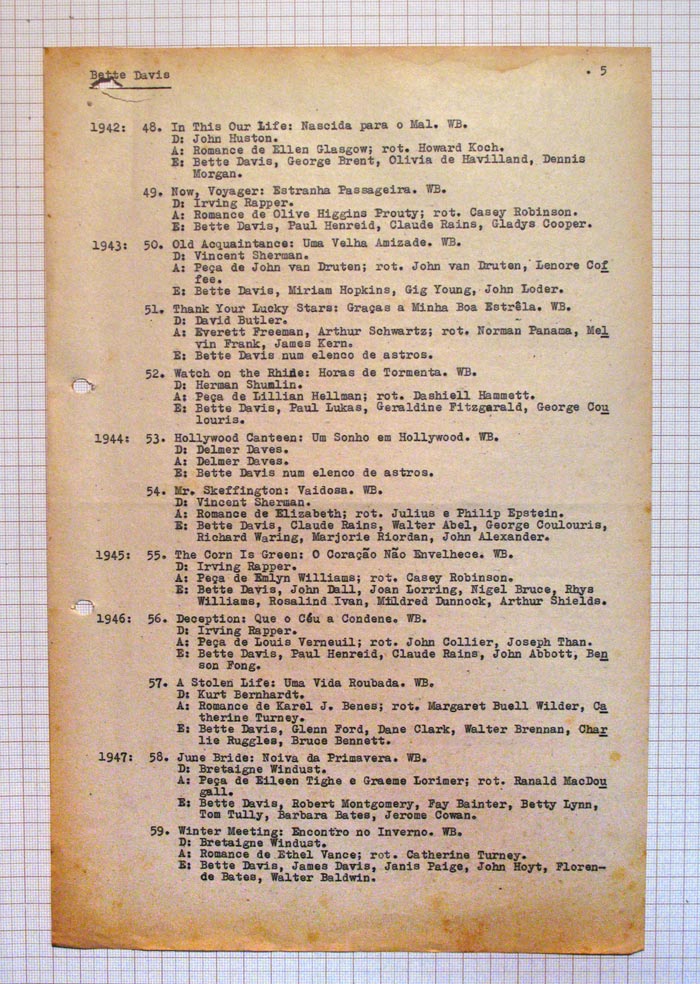 Bette Davis . 5
1942: 48. In This Our Life: Nascida para o Mal. WB.
D: John Huston.
A: Romance de Ellen Glasgow; rot. Howard Koch.
E: Bette Davis, George Brent, Olivia de Havilland, Dennis
Morgan.
49. Now, Voyager: Estranha Passageira. WB.
D: Irving Rapper.
A: Romance de Olive Higgins Prouty; rot. Casey Robinson.
E: Bette Davis, Paul Henreid, Claude Rains, Gladys Cooper.
1943: 50. Old Acquaintance: Uma Velha Amizade. WB.
D: Vincent Sherman.
A: Peça de John van Druten; rot. John van Druten, Lenore Cof
fee.
E: Bette Davis, Miriam Hopkins, Gig Young, John Loder.
51. Thank Your Lucky Stars: Graças a Minha Boa Estrêla. WB.
D: David Butler.
A: Everett Freeman, Arthur Schwartz; rot. Norman Panama, Mel
vin Frank, James Kern.
E: Bette Davis num elenco de astros.
52. Watch on the Rhine: Horas de Tormenta. WB.
D: Herman Shumlin.
A: Peça de Lillian Hellman; rot. Dashiell Hammett.
E: Bette Davis, Paul Lukas, Geraldine Fitzgarald, George Cou
louris.
1944: 53. Hollywood Canteen: Um Sonho em Hollywood. WB.
D: Delmer Daves.
A: Delmer Daves.
E: Bette Davis num elenco de astros.
54. Mr. Skeffington: Vaidosa. WB.
D: Vincent Sherman.
A: Romance de Elizabeth; rot. Julius e Philip Epstein.
E: Bette Davis, Claude Rains, Walter Abel, George Coulouris,
Richard Waring, Marjorie Riordan, John Alexander.
1945: 55. The Corn Is Green: O Coração Não Envelhece. WB.
D: Irving Rapper.
A: Peça de Emlyn Williams; rot. Casey Robinson.
E: Bette Davis, John Dall, Joan Lorring, Nigel Bruce, Rhys
Williams, Rosalind Ivan, Mildred Dunnock, Arthur Shields.
1946: 56. Deception: Que o Céu a Condene. WB.
D: Irving Rapper.
A: Peça de Louis Verneuil; rot. John Collier, Joseph Than.
E: Bette Davis, Paul Henreid, Claude Rains, John Abbott, Ben
son Fong.
57. A Stolen Life: Uma Vida Roubada. WB.
D: Kurt Bernhardt.
A: Romance de Karel J. Benes; rot. Margaret Buell Wilder, Ca
therine Turney.
E: Bette Davis, Glenn Ford, Dane Clark, Walter Brennan, Char
lie Ruggles, Bruce Bennett.
1947: 58. June Bride: Noiva da Primavera. WB.
D: Bretaigne Windust.
A: Peça de Eileen Tighe e Graeme Lorimer; rot. Ranald MacDou
gall.
E: Bette Davis, Robert Montgomery, Fay Bainter, Betty Lynn,
Tom Tully, Barbara Bates, Jerome Cowan.
59. Winter Meeting: Encontro no Inverno. WB.
D: Bretaigne Windust.
A: Romance de Ethel Vance; rot. Catherine Turney.
E: Bette Davis, James Davis, Janis Paige, John Hoyt, Floren-
de Bates, Walter Baldwin.